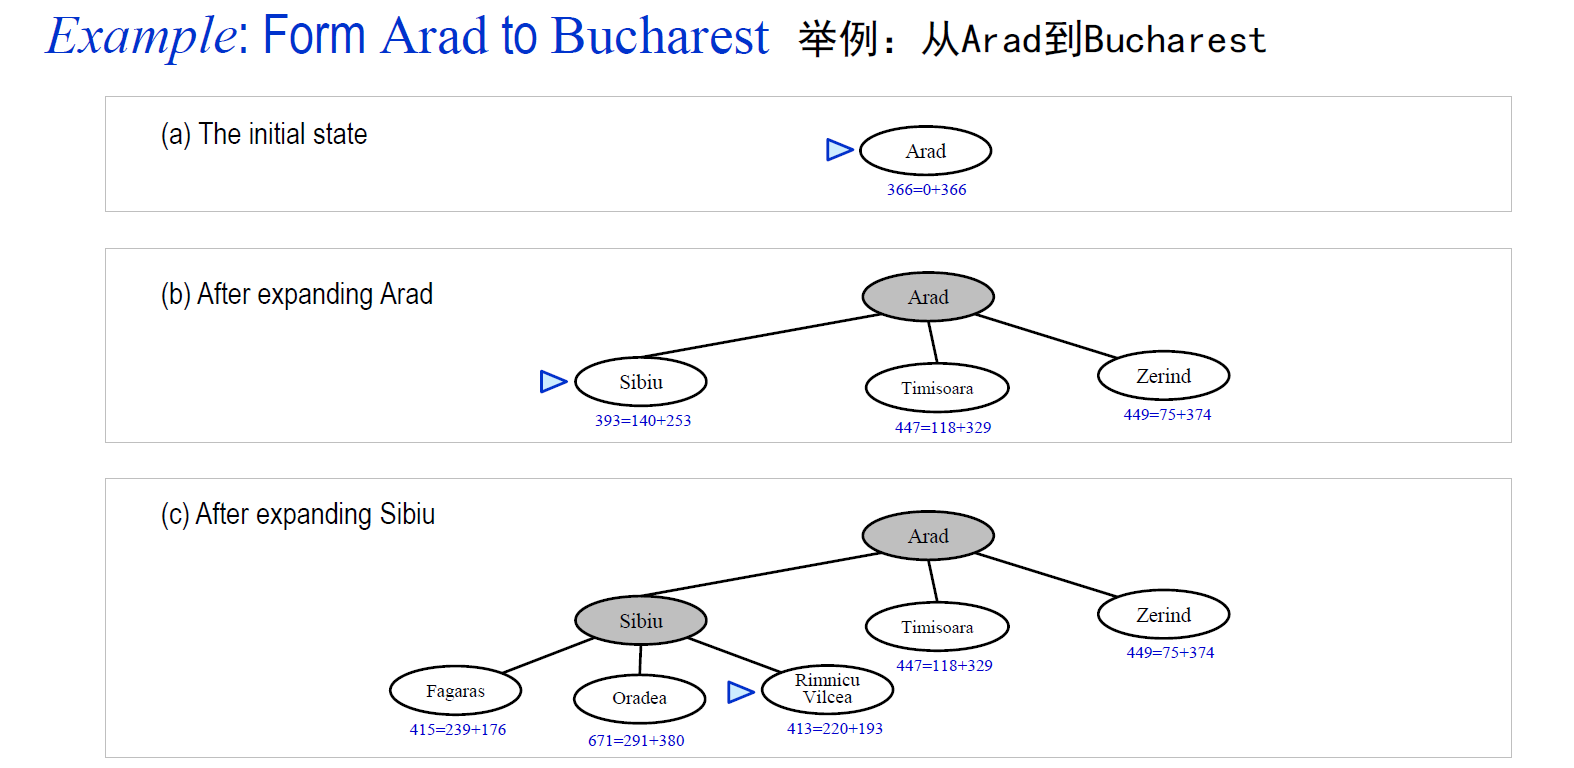 Example: Form Arad to Bucharest 举例：从Arad到Bucharest
(a) The initial state
Arad
366=0+366
(b) After expanding Arad
Arad
Sibiu
Timisoara
Zerind
393=140+253
447=118+329
449=75+374
(c) After expanding Sibiu
Arad
Sibiu
Timisoara
Zerind
447=118+329
449=75+374
Fagaras
Oradea
Rimnicu
Vilcea
415=239+176
671=291+380
413=220+193